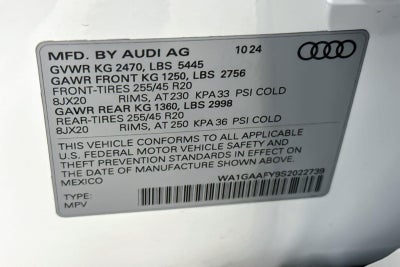 MFD. BY AUDI AG 10 24
GVWR KG 2470, LBS 5445
GAWR FRONT KG 1250, LBS 2756
FRONT-TIRES 255/45 R20
8JX20 RIMS, AT 230 KPA 33 PSI COLD
GAWR REAR KG 1360, LBS 2998
REAR-TIRES 255/45 R20
8JX20 RIMS, AT 250 KPA 36 PSI COLD
THIS VEHICLE CONFORMS TO ALL APPLICABLE
U.S. FEDERAL MOTOR VEHICLE SAFETY AND
THEFT PREVENTION STANDARDS IN EFFECT ON
THE DATE OF MANUFACTURE SHOWN ABOVE.
MEXICO
TYPE:
MPV
WA1GAAFY9S2022739